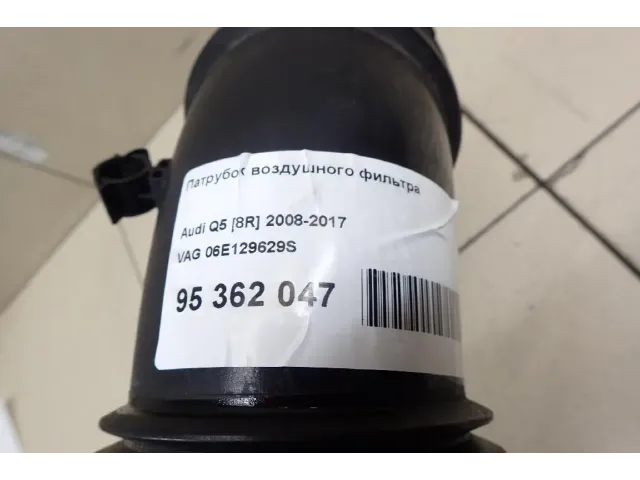 Патрубок воздушного фильтра
Audi Q5 [8R] 2008-2017
VAG 06E129629S
95 362 047